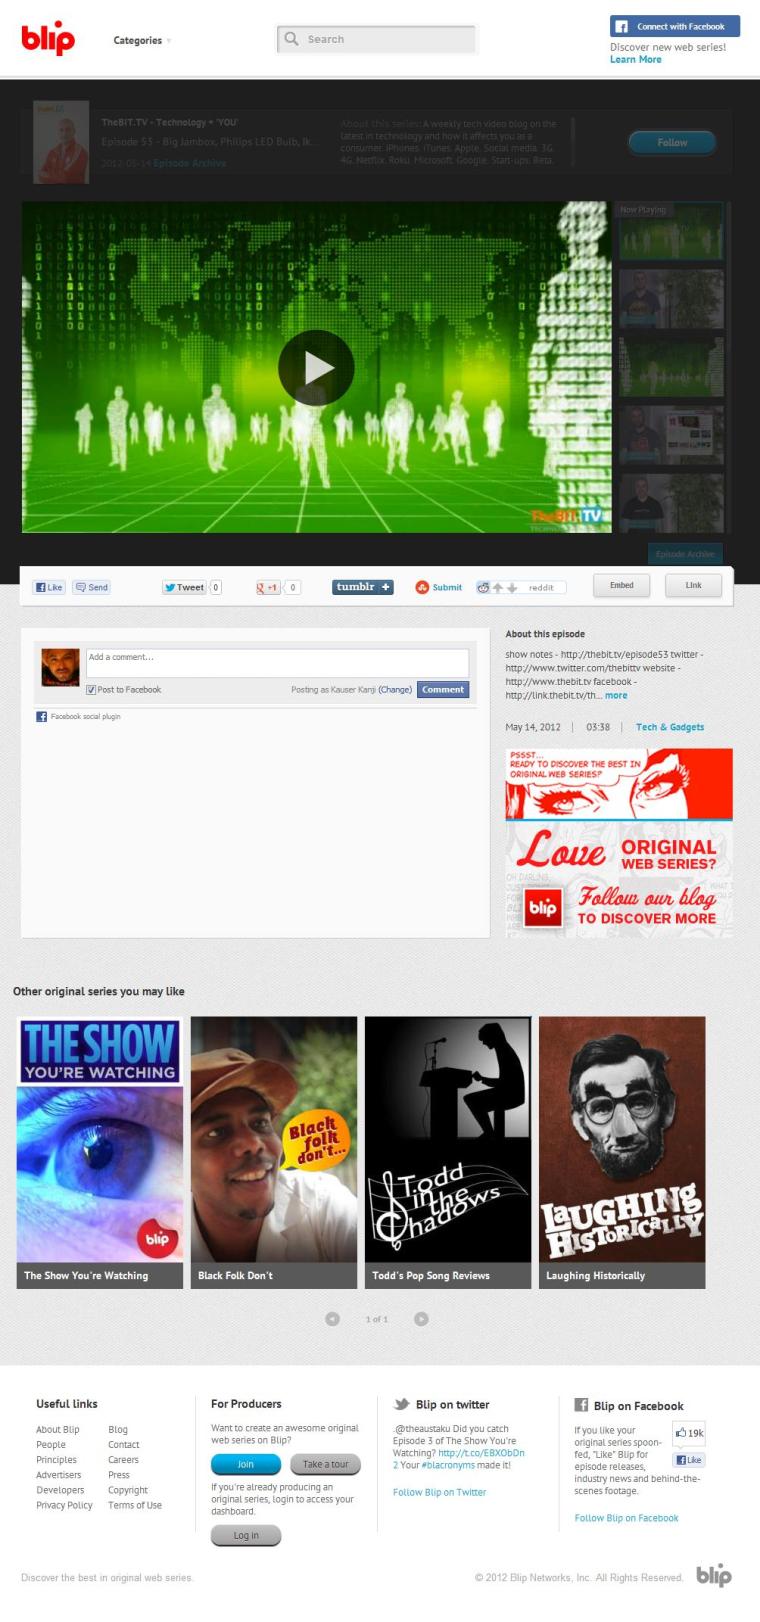 blip
Categories
Search
Connect with Facebook
Discover new web series!
Learn More
TheBIT.TV - Technology + 'YOU'
Episode 53 - Big Jambox, Philips LED Bulb, Ik...
2012-05-14 Episode Archive
About this series: A weekly tech video blog on the
latest in technology and how it affects you as a
consumer. iPhones. iTunes. Apple. Social media. 3G.
4G. Netflix. Roku. Microsoft. Google. Start-ups. Beta.
Follow
Now Playing
TheBIT.TV
Episode Archive
Like
Send
Tweet 0
+1 0
tumblr +
Submit
reddit
Embed
Link
Add a comment...
Post to Facebook
Posting as Kauser Kanji (Change)
Comment
Facebook social plugin
About this episode
show notes - http://thebit.tv/episode53 twitter -
http://www.twitter.com/thebittv website -
http://www.thebit.tv facebook -
http://link.thebit.tv/th... more
May 14, 2012 | 03:38 | Tech & Gadgets
PSSST...
READY TO DISCOVER THE BEST IN
ORIGINAL WEB SERIES?
Love ORIGINAL
WEB SERIES?
blip
Follow our blog
TO DISCOVER MORE
Other original series you may like
THE SHOW
YOU'RE WATCHING
blip
The Show You're Watching
Black
folk
don't...
Black Folk Don't
Todd
in the
Shadows
Todd's Pop Song Reviews
LAUGHING
HISTORICALLY
Laughing Historically
1 of 1
Useful links
About Blip
People
Principles
Advertisers
Developers
Privacy Policy
Blog
Contact
Careers
Press
Copyright
Terms of Use
For Producers
Want to create an awesome original
web series on Blip?
Join
Take a tour
If you're already producing an
original series, login to access your
dashboard.
Log in
Blip on twitter
.@theaustaku Did you catch
Episode 3 of The Show You're
Watching? http://t.co/EBXObDn
2 Your #blacronyms made it!
Follow Blip on Twitter
Blip on Facebook
If you like your
original series spoon-
fed, "Like" Blip for
episode releases,
industry news and behind-the-
scenes footage.
19k
Like
Follow Blip on Facebook
Discover the best in original web series.
© 2012 Blip Networks, Inc. All Rights Reserved.
blip